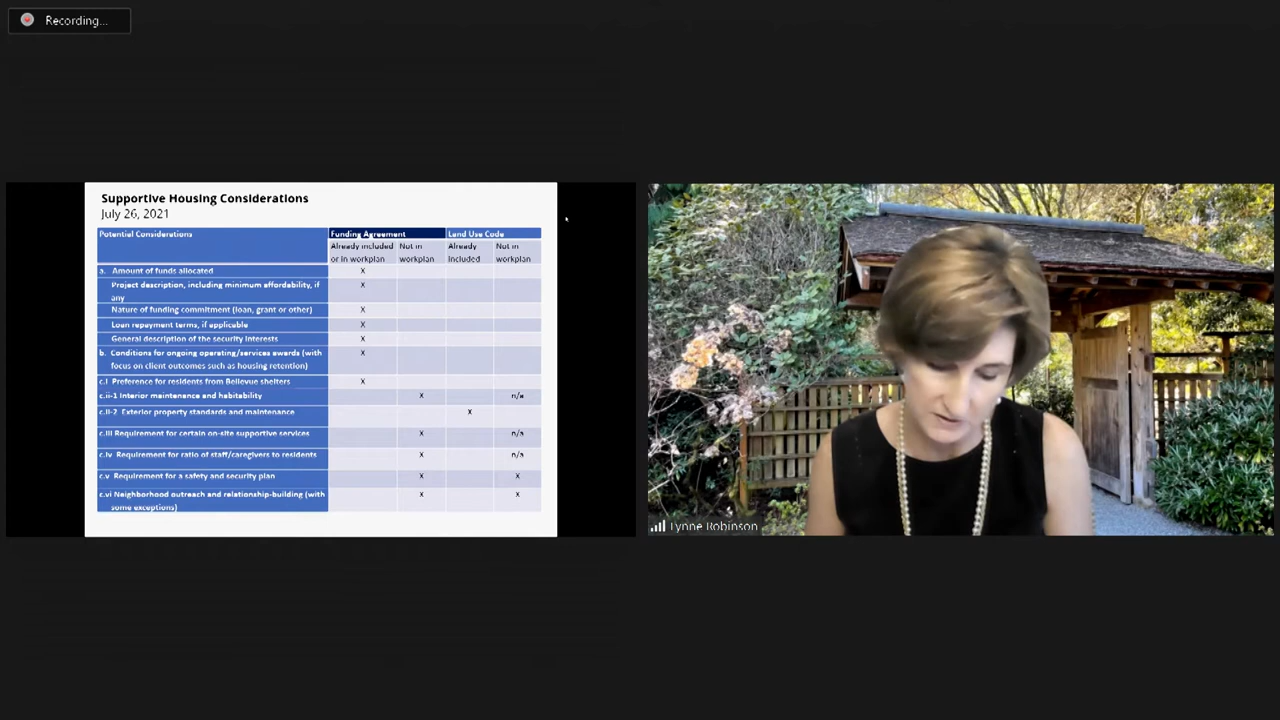 Recording...
Supportive Housing Considerations
July 26, 2021
Potential Considerations
Funding Agreement
Land Use Code
Already included
or in workplan
Not in
workplan
Already
included
Not in
workplan
a. Amount of funds allocated
X
Project description, including minimum affordability, if
any
X
Nature of funding commitment (loan, grant or other)
X
Loan repayment terms, if applicable
X
General description of the security interests
X
b. Conditions for ongoing operating/services awards (with
focus on client outcomes such as housing retention)
X
c.i Preference for residents from Bellevue shelters
X
c.ii-1 Interior maintenance and habitability
X
n/a
c.ii-2 Exterior property standards and maintenance
X
c.iii Requirement for certain on-site supportive services
X
n/a
c.iv Requirement for ratio of staff/caregivers to residents
X
n/a
c.v Requirement for a safety and security plan
X
X
c.vi Neighborhood outreach and relationship-building (with
some exceptions)
X
X
Lynne Robinson